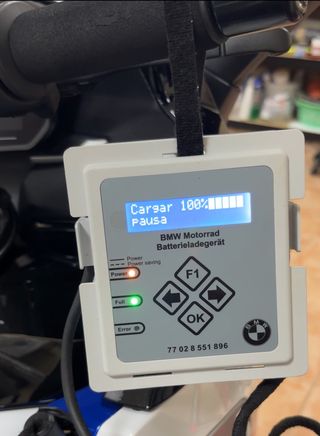 Cargar 100%
pausa
BMW Motorrad
Batterieladegerät
Power
Power saving
Power
F1
Full
OK
Error
BMW
77 02 8 551 896